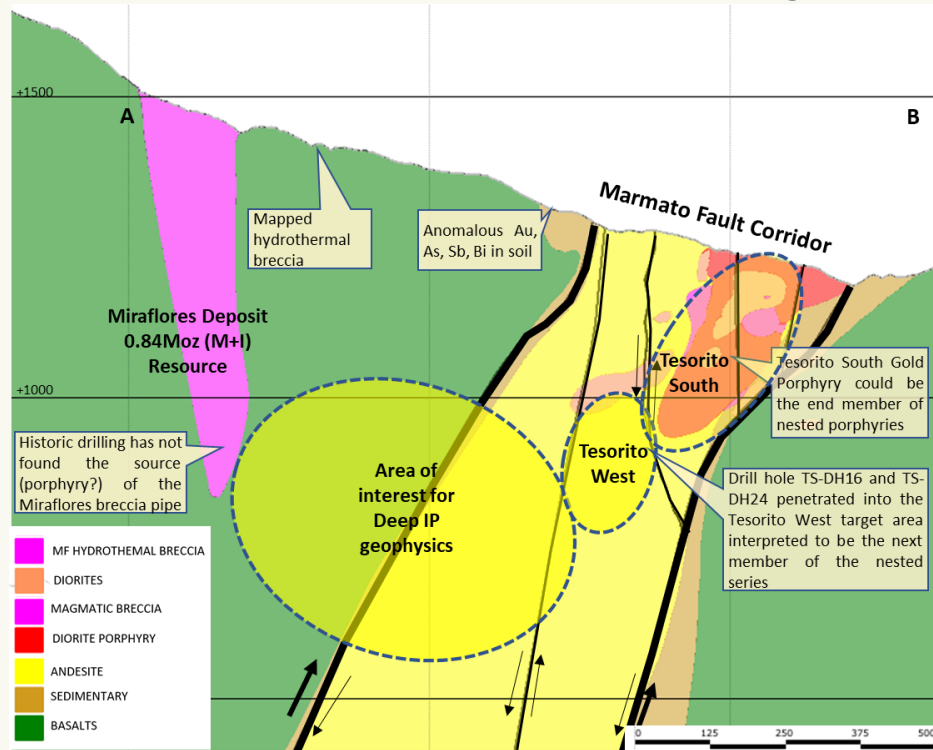 +1500
A
B
Marmato Fault Corridor
Mapped
hydrothermal
breccia
Anomalous Au,
As, Sb, Bi in soil
Miraflores Deposit
0.84Moz (M+I)
Resource
Tesorito
South
Tesorito South Gold
Porphyry could be
the end member of
nested porphyries
+1000
Historic drilling has not
found the source
(porphyry?) of the
Miraflores breccia pipe
Area of
interest for
Deep IP
geophysics
Tesorito
West
Drill hole TS-DH16 and TS-
DH24 penetrated into the
Tesorito West target area
interpreted to be the next
member of the nested
series
MF HYDROTHEMAL BRECCIA
DIORITES
MAGMATIC BRECCIA
DIORITE PORPHYRY
ANDESITE
SEDIMENTARY
BASALTS
0 125 250 375 500